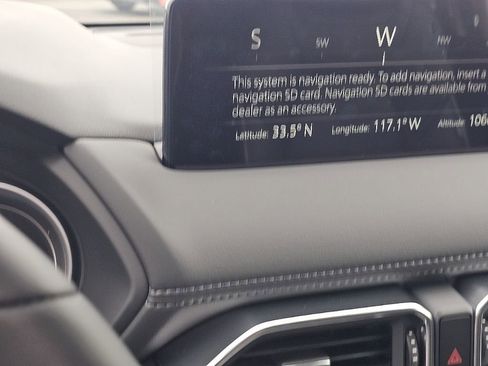 S SW W NW N
This system is navigation ready. To add navigation, insert a
navigation SD card. Navigation SD cards are available from
dealer as an accessory.
Latitude: 33.5° N Longitude: 117.1° W Altitude: 106